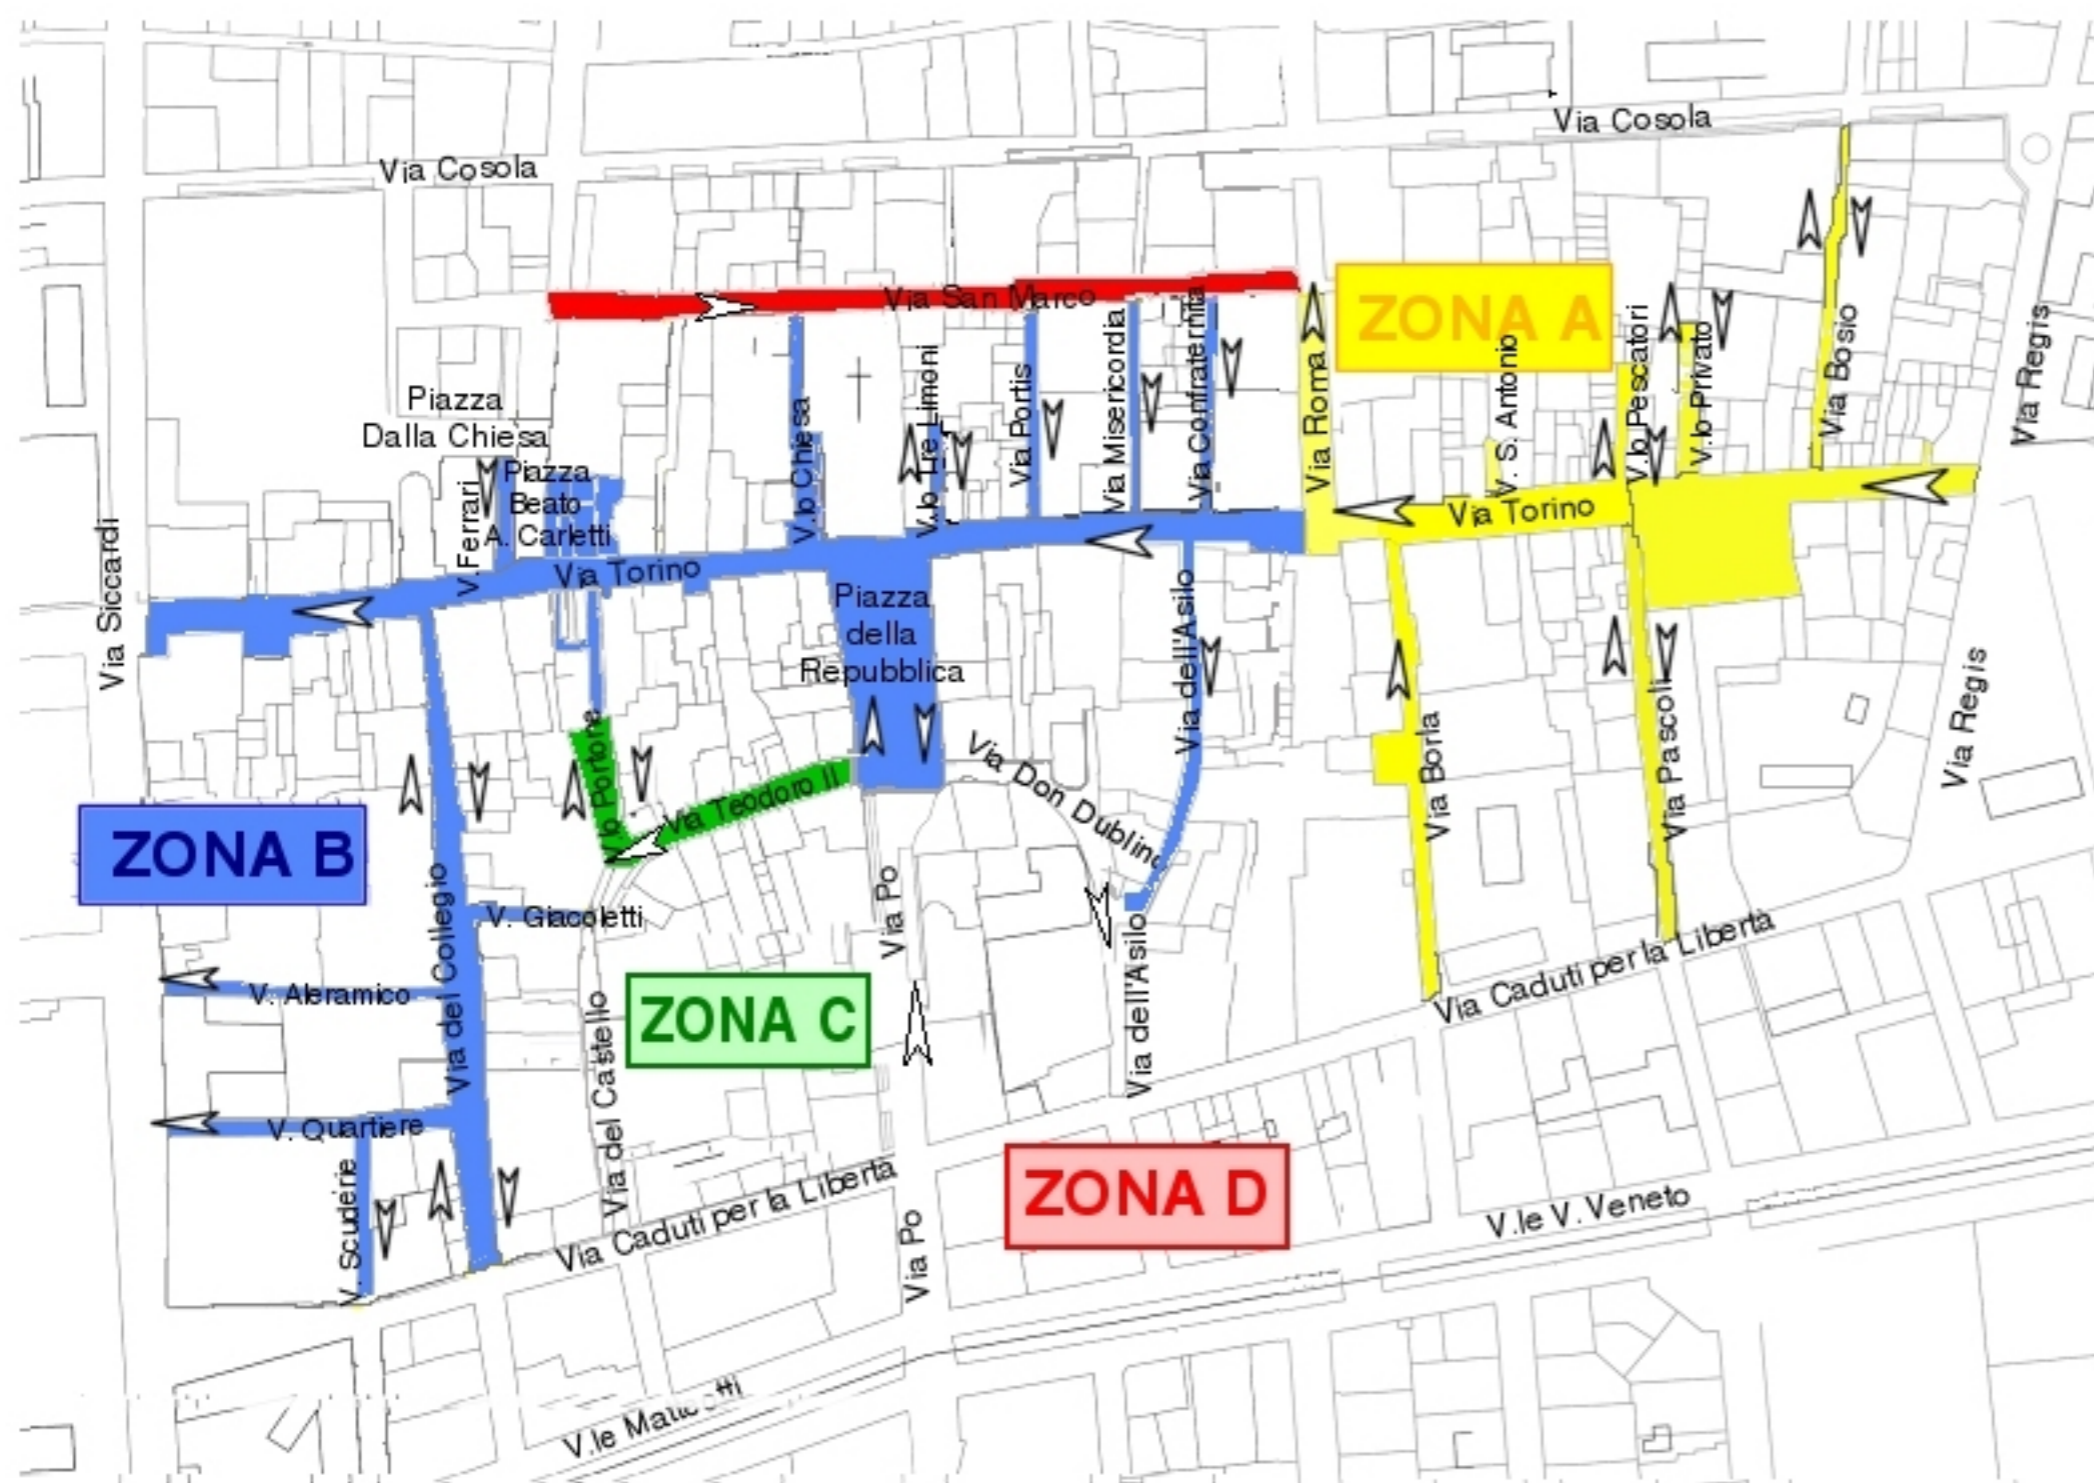 Via Cosola
Via Cosola
Via San Marco
ZONA A
Piazza
Dalla Chiesa
Piazza
Beato
A. Carletti
V. Ferrari
V.lo Chiesa
V.lo Tre Limoni
Via Portis
Via Misericordia
Via Confraternita
Via Roma
V. S. Antonio
V.lo Pescatori
V.lo Privato
Via Bosio
Via Regis
Via Torino
Via Torino
Via Siccardi
Piazza
della
Repubblica
Via dell'Asilo
Via Borla
Via Pascoli
Via Regis
Via Teodoro II
Via Don Dublino
ZONA B
V. Giacoletti
Via Po
V. Aleramico
Via del Collegio
ZONA C
Via del Castello
Via dell'Asilo
Via Caduti per la Libertà
V. Quartiere
V. Scuderie
Via Caduti per la Libertà
Via Po
ZONA D
V.le V. Veneto
V.le